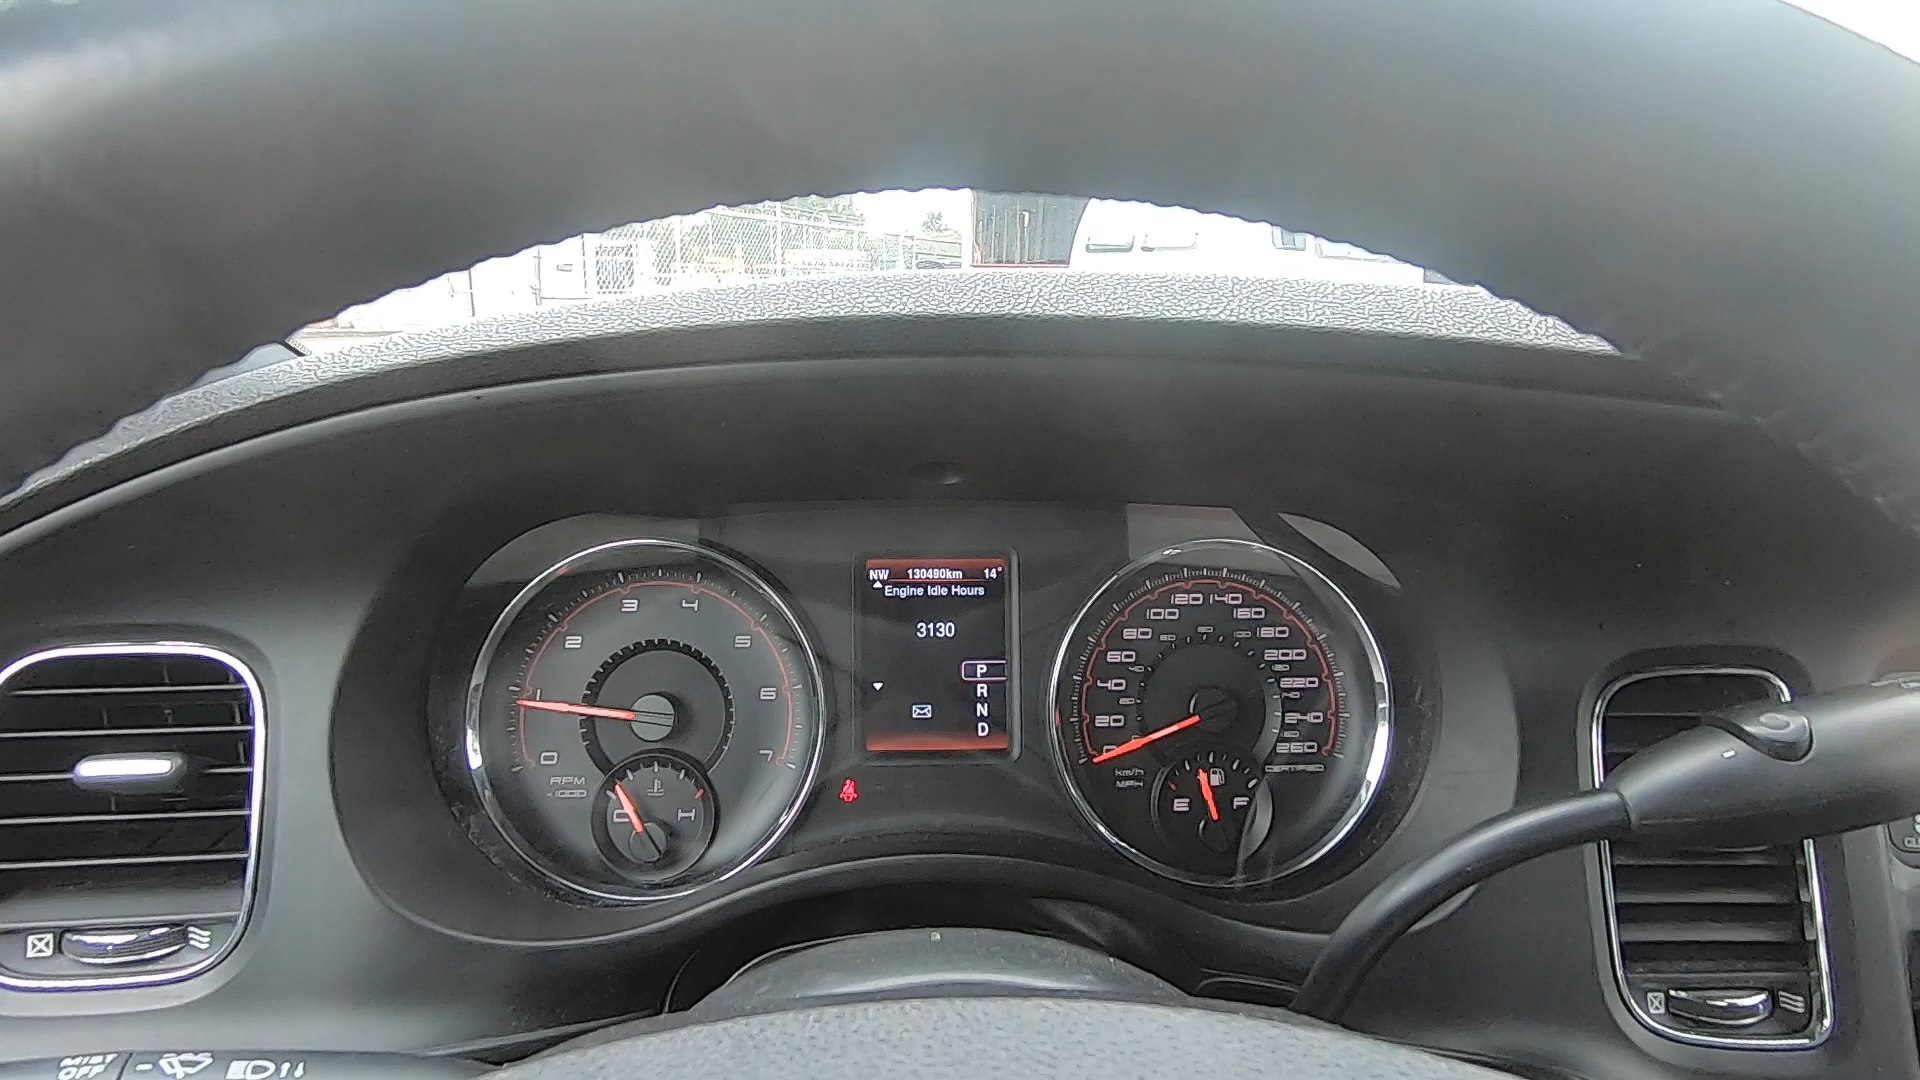 NW 130490km 14°
Engine Idle Hours
3130
P
R
N
D
0 1 2 3 4 5 6 7
RPM
x1000
C H
0 20 40 60 80 100 120 140 160 180 200 220 240 260
km/h
MPH
CERTIFIED
E F
MIST
OFF